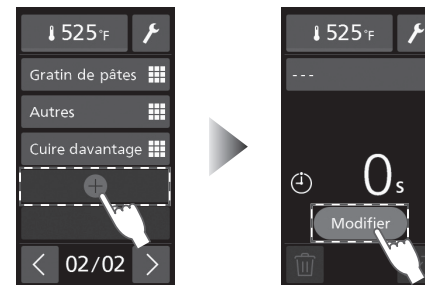 525°F
Gratin de pâtes
Autres
Cuire davantage
02/02
525°F
---
0s
Modifier